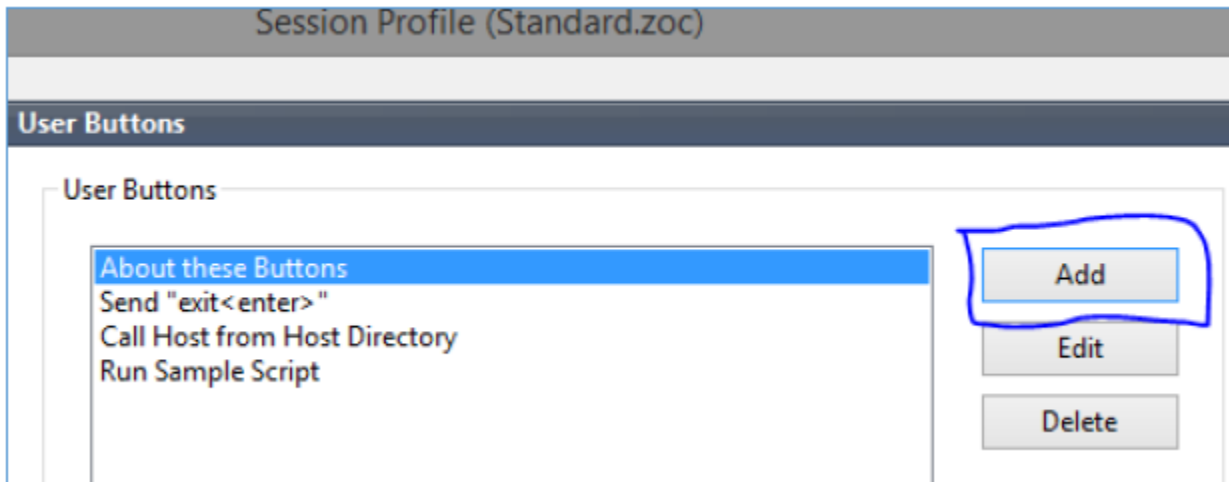 Session Profile (Standard.zoc)
User Buttons
User Buttons
About these Buttons
Send "exit<enter>"
Call Host from Host Directory
Run Sample Script
Add
Edit
Delete